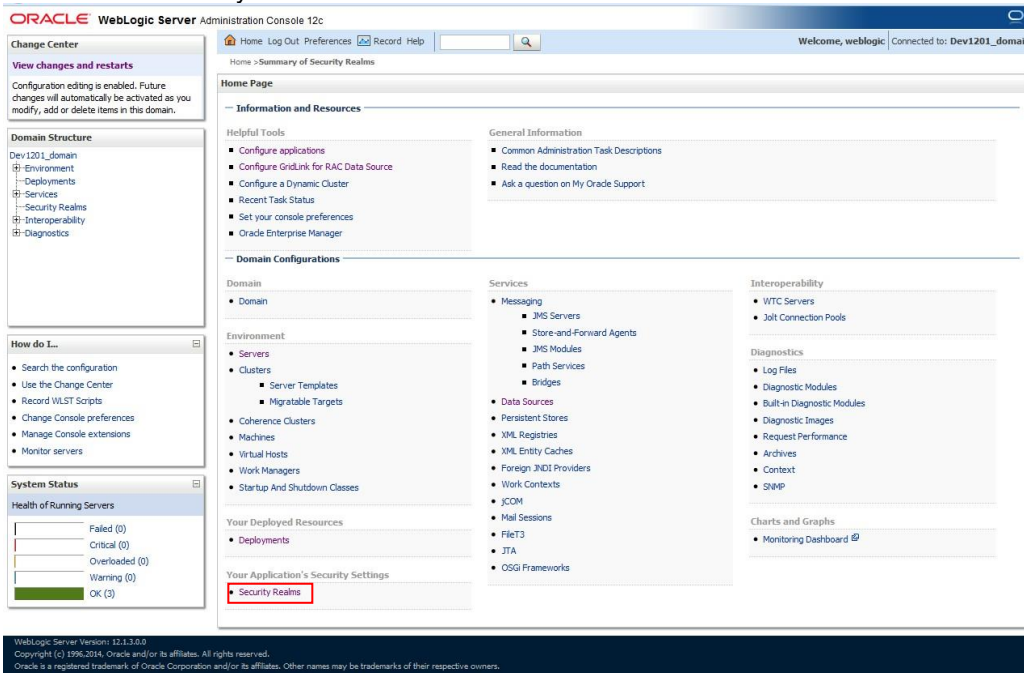 ORACLE WebLogic Server Administration Console 12c
Change Center
View changes and restarts
Configuration editing is enabled. Future
changes will automatically be activated as you
modify, add or delete items in this domain.
Domain Structure
Dev1201_domain
Environment
Deployments
Services
Security Realms
Interoperability
Diagnostics
How do I...
Search the configuration
Use the Change Center
Record WLST Scripts
Change Console preferences
Manage Console extensions
Monitor servers
System Status
Health of Running Servers
Failed (0)
Critical (0)
Overloaded (0)
Warning (0)
OK (3)
Home Log Out Preferences Record Help
Welcome, weblogic Connected to: Dev1201_domai
Home >Summary of Security Realms
Home Page
Information and Resources
Helpful Tools
Configure applications
Configure GridLink for RAC Data Source
Configure a Dynamic Cluster
Recent Task Status
Set your console preferences
Oracle Enterprise Manager
General Information
Common Administration Task Descriptions
Read the documentation
Ask a question on My Oracle Support
Domain Configurations
Domain
Domain
Environment
Servers
Clusters
Server Templates
Migratable Targets
Coherence Clusters
Machines
Virtual Hosts
Work Managers
Startup And Shutdown Classes
Your Deployed Resources
Deployments
Your Application's Security Settings
Security Realms
Services
Messaging
JMS Servers
Store-and-Forward Agents
JMS Modules
Path Services
Bridges
Data Sources
Persistent Stores
XML Registries
XML Entity Caches
Foreign JNDI Providers
Work Contexts
jCOM
Mail Sessions
FileT3
JTA
OSGi Frameworks
Interoperability
WTC Servers
Jolt Connection Pools
Diagnostics
Log Files
Diagnostic Modules
Built-in Diagnostic Modules
Diagnostic Images
Request Performance
Archives
Context
SNMP
Charts and Graphs
Monitoring Dashboard
WebLogic Server Version: 12.1.3.0.0
Copyright (c) 1996,2014, Oracle and/or its affiliates. All rights reserved.
Oracle is a registered trademark of Oracle Corporation and/or its affiliates. Other names may be trademarks of their respective owners.